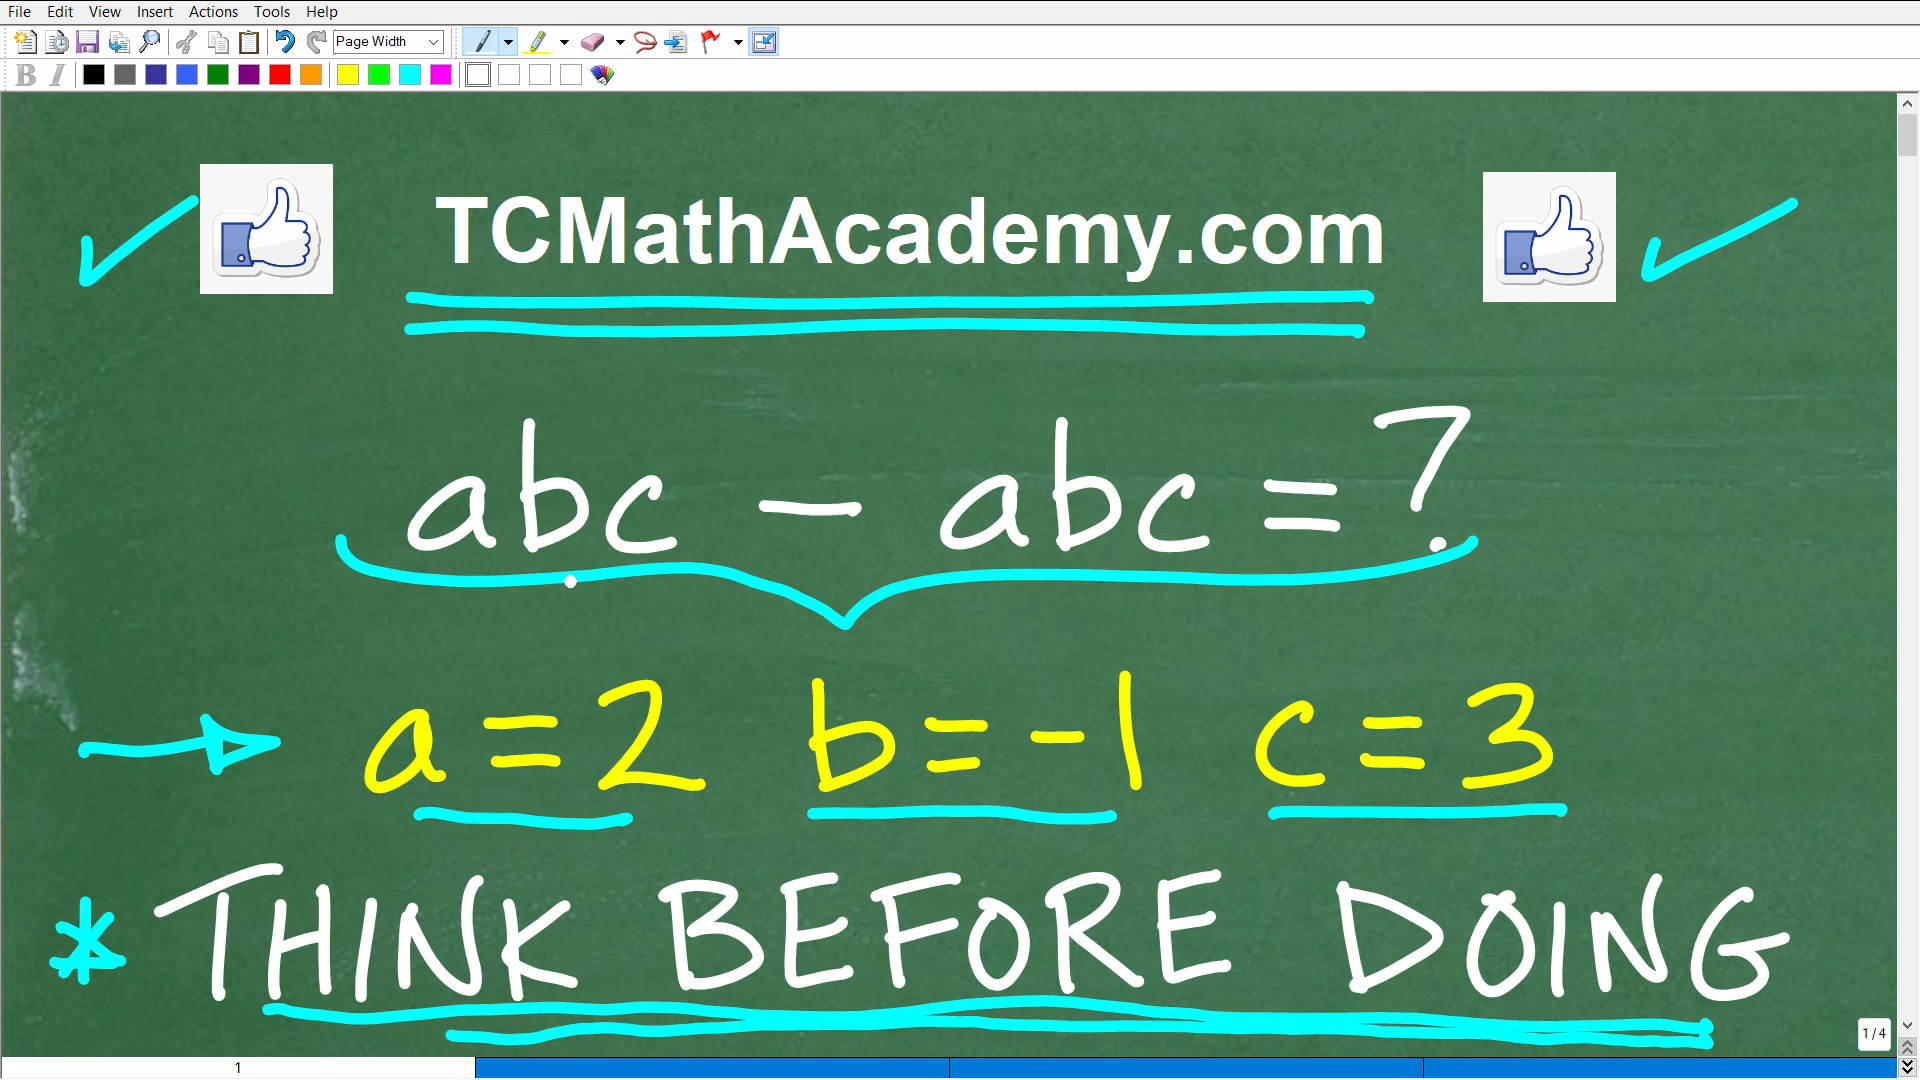 File Edit View Insert Actions Tools Help
Page Width
B I
TCMathAcademy.com
abc - abc = ?
a = 2 b = -1 c = 3
* THINK BEFORE DOING
1 / 4
1